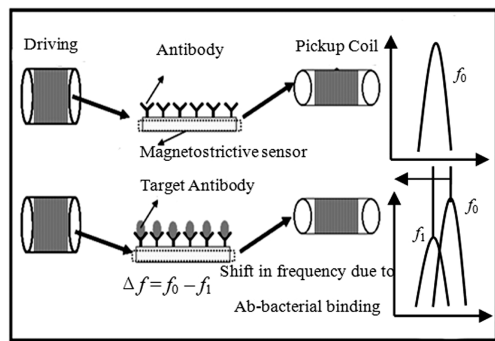 Driving
Antibody
Pickup Coil
f₀
Magnetostrictive sensor
Target Antibody
f₀
f₁
Δf = f₀ − f₁
Shift in frequency due to
Ab-bacterial binding